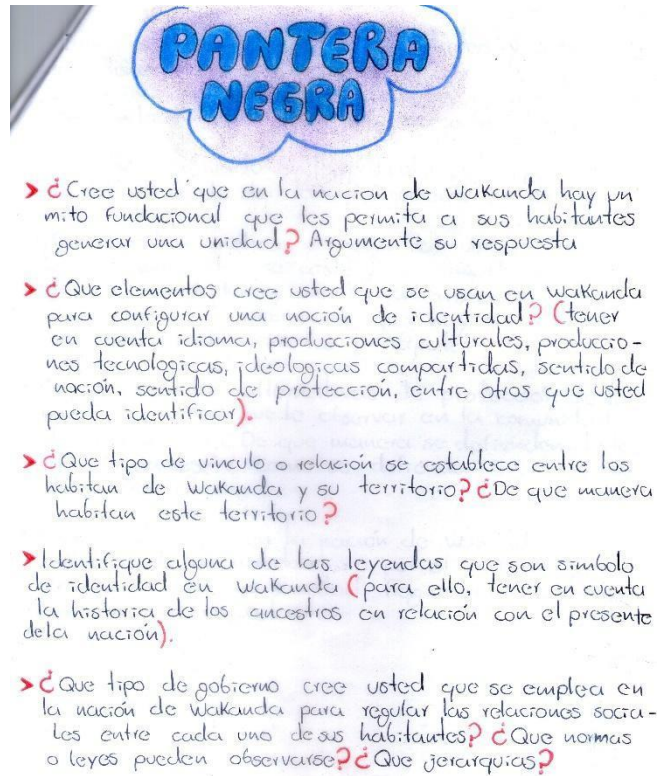 PANTERA
NEGRA
> ¿Cree usted que en la nacion de wakanda hay un
mito fundacional que les permita a sus habitantes
generar una unidad? Argumente su respuesta
> ¿Que elementos cree usted que se usan en wakanda
para configurar una noción de identidad? (tener
en cuenta idioma, producciones culturales, produccio-
nes tecnologicas, ideologicas compartidas, sentido de
nación, sentido de protección, entre otros que usted
pueda identificar).
> ¿Que tipo de vinculo o relación se establece entre los
habitan de Wakanda y su territorio? ¿De que manera
habitan este territorio?
> Identifique alguna de las leyendas que son simbolo
de identidad en Wakanda (para ello, tener en cuenta
la historia de los ancestros en relación con el presente
dela nación).
> ¿Que tipo de gobierno cree usted que se emplea en
la nación de Wakanda para regular las relaciones socia-
les entre cada uno de sus habitantes? ¿Que normas
o leyes pueden observarse? ¿Que jerarquias?